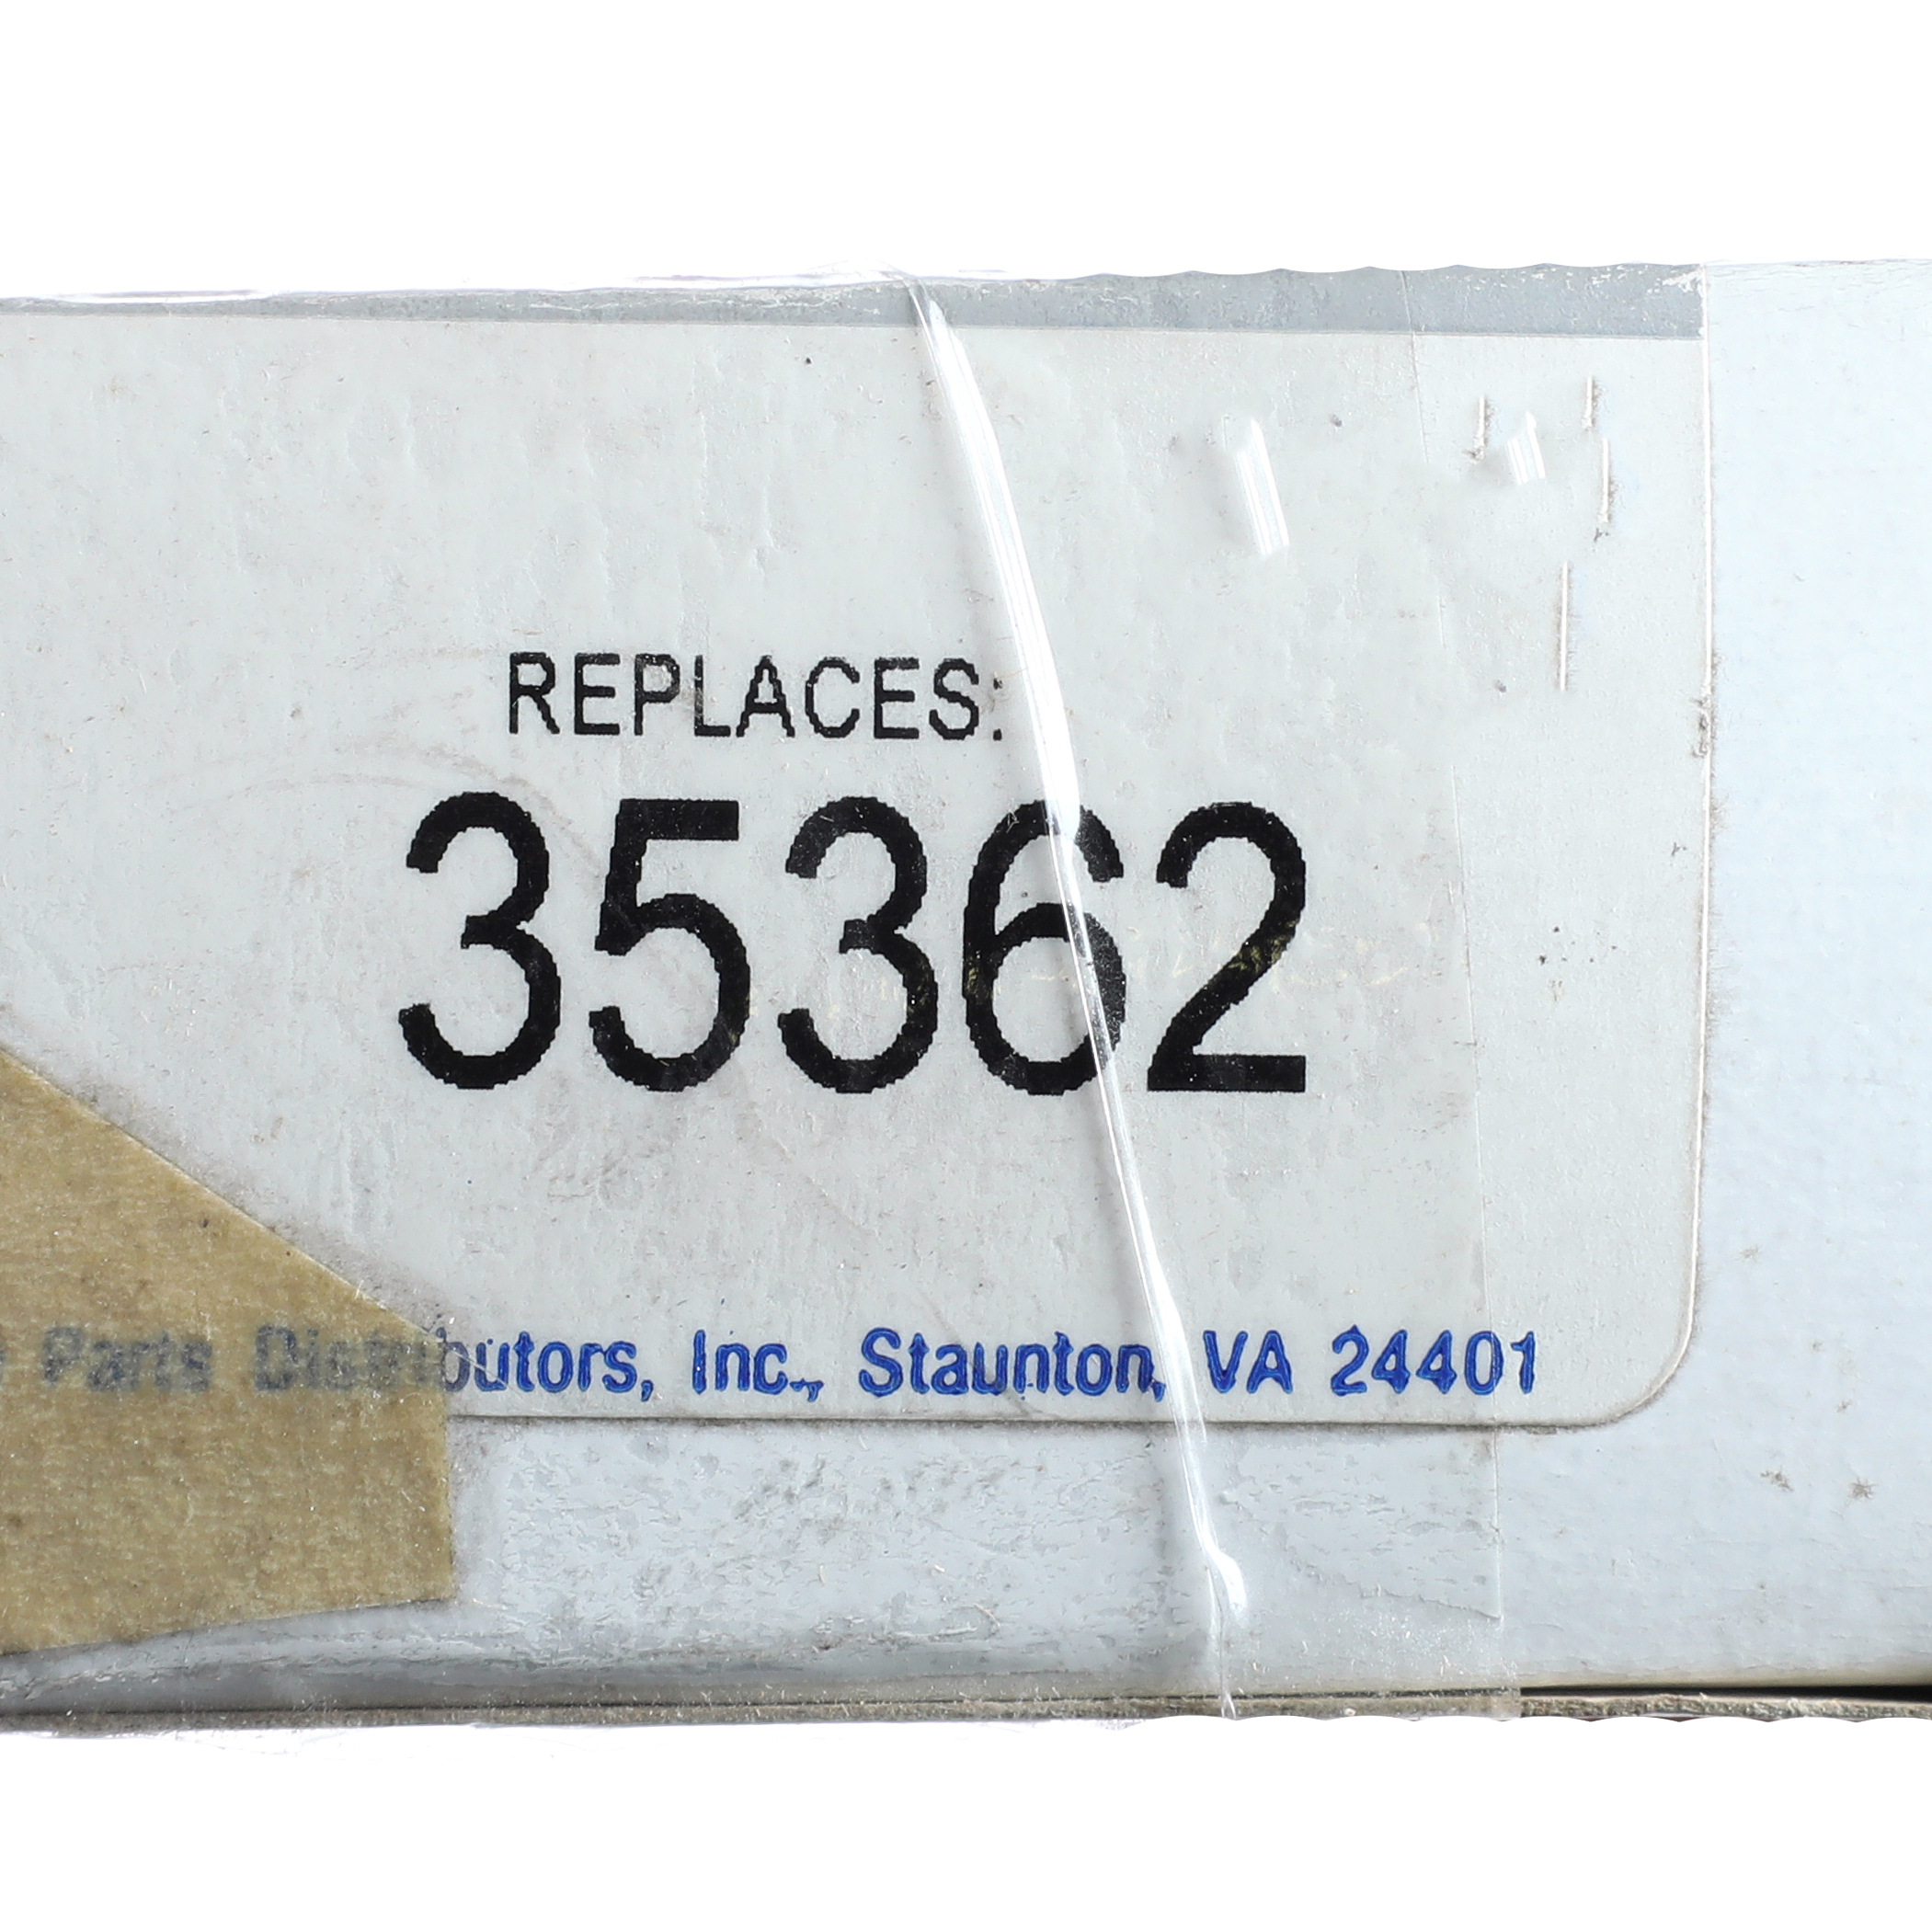 REPLACES:
35362
Parts Distributors, Inc., Staunton, VA 24401